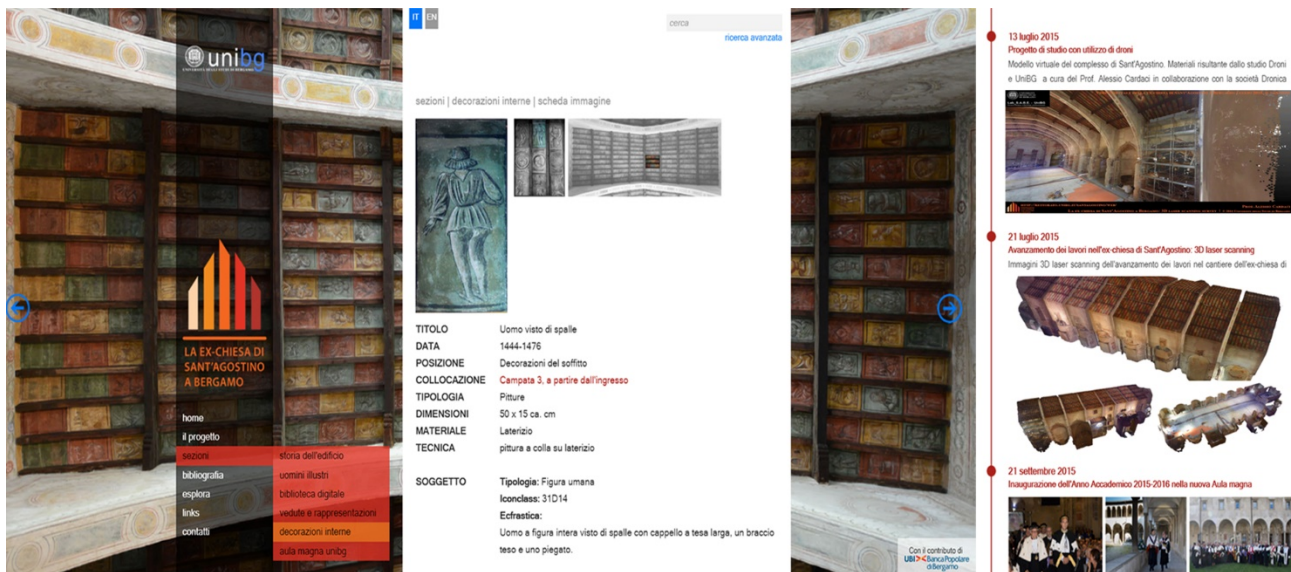 unibg
LA EX-CHIESA DI
SANT'AGOSTINO
A BERGAMO
home
il progetto
sezioni
bibliografia
esplora
links
contatti
storia dell'edificio
uomini illustri
biblioteca digitale
vedute e rappresentazioni
decorazioni interne
aula magna unibg
IT EN
cerca
ricerca avanzata
sezioni | decorazioni interne | scheda immagine
TITOLO Uomo visto di spalle
DATA 1444-1476
POSIZIONE Decorazioni del soffitto
COLLOCAZIONE Campata 3, a partire dall'ingresso
TIPOLOGIA Pitture
DIMENSIONI 50 x 15 ca. cm
MATERIALE Laterizio
TECNICA pittura a colla su laterizio
SOGGETTO Tipologia: Figura umana
Iconclass: 31D14
Ecfrastica:
Uomo a figura intera visto di spalle con cappello a tesa larga, un braccio
teso e uno piegato.
Con il contributo di
UBI Banca Popolare
di Bergamo
13 luglio 2015
Progetto di studio con utilizzo di droni
Modello virtuale del complesso di Sant'Agostino. Materiali risultante dallo studio Droni
e UniBG a cura del Prof. Alessio Cardaci in collaborazione con la società Dronica
21 luglio 2015
Avanzamento dei lavori nell'ex-chiesa di Sant'Agostino: 3D laser scanning
Immagini 3D laser scanning dell'avanzamento dei lavori nel cantiere dell'ex-chiesa di
21 settembre 2015
Inaugurazione dell'Anno Accademico 2015-2016 nella nuova Aula magna